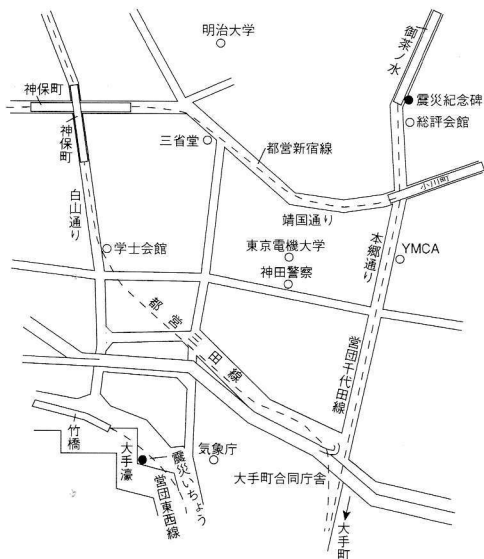 明治大学
御茶ノ水
神保町
神保町
震災紀念碑
総評会館
三省堂
都営新宿線
小川町
白山通り
靖国通り
学士会館
東京電機大学
神田警察
本郷通り
YMCA
都営三田線
営団千代田線
竹橋
大手濠
震災いちょう
営団東西線
気象庁
大手町合同庁舎
大手町